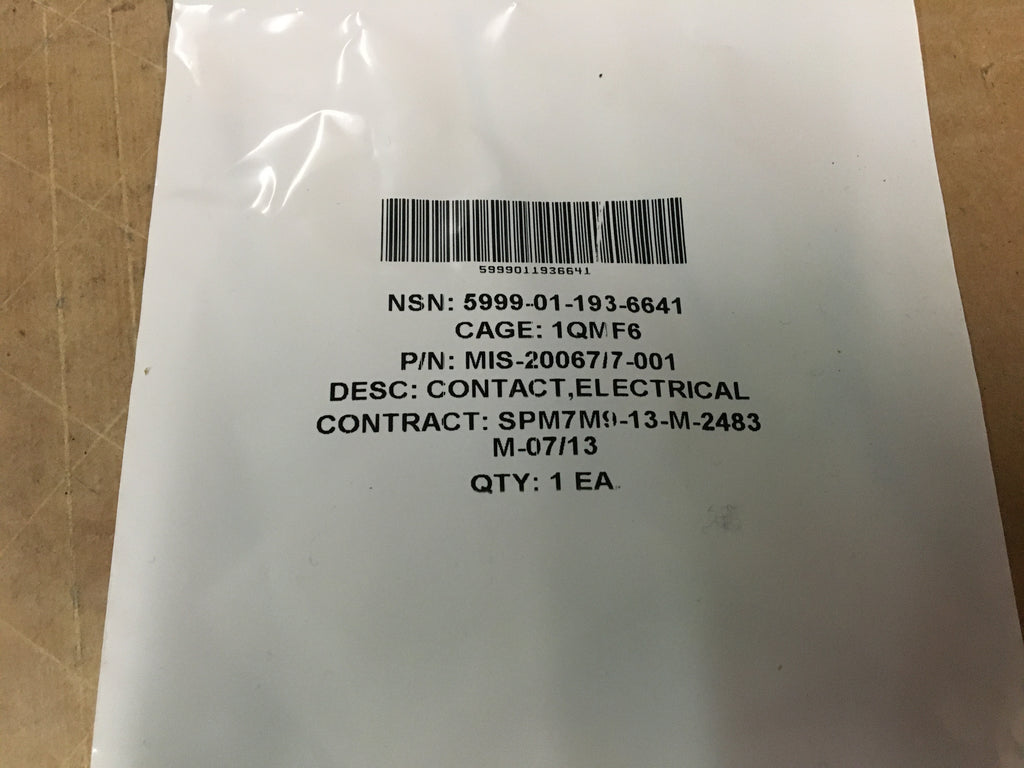 5999011936641
NSN: 5999-01-193-6641
CAGE: 1QMF6
P/N: MIS-20067/7-001
DESC: CONTACT,ELECTRICAL
CONTRACT: SPM7M9-13-M-2483
M-07/13
QTY: 1 EA.